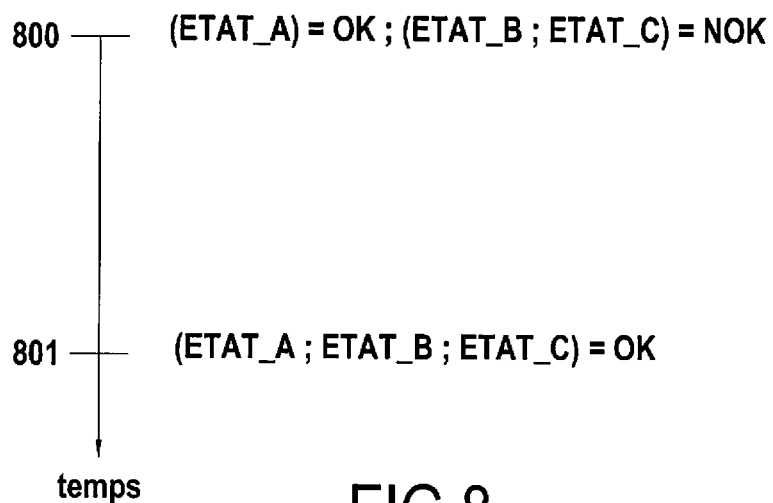 800 (ETAT_A) = OK ; (ETAT_B ; ETAT_C) = NOK
801 (ETAT_A ; ETAT_B ; ETAT_C) = OK
temps
FIG.8